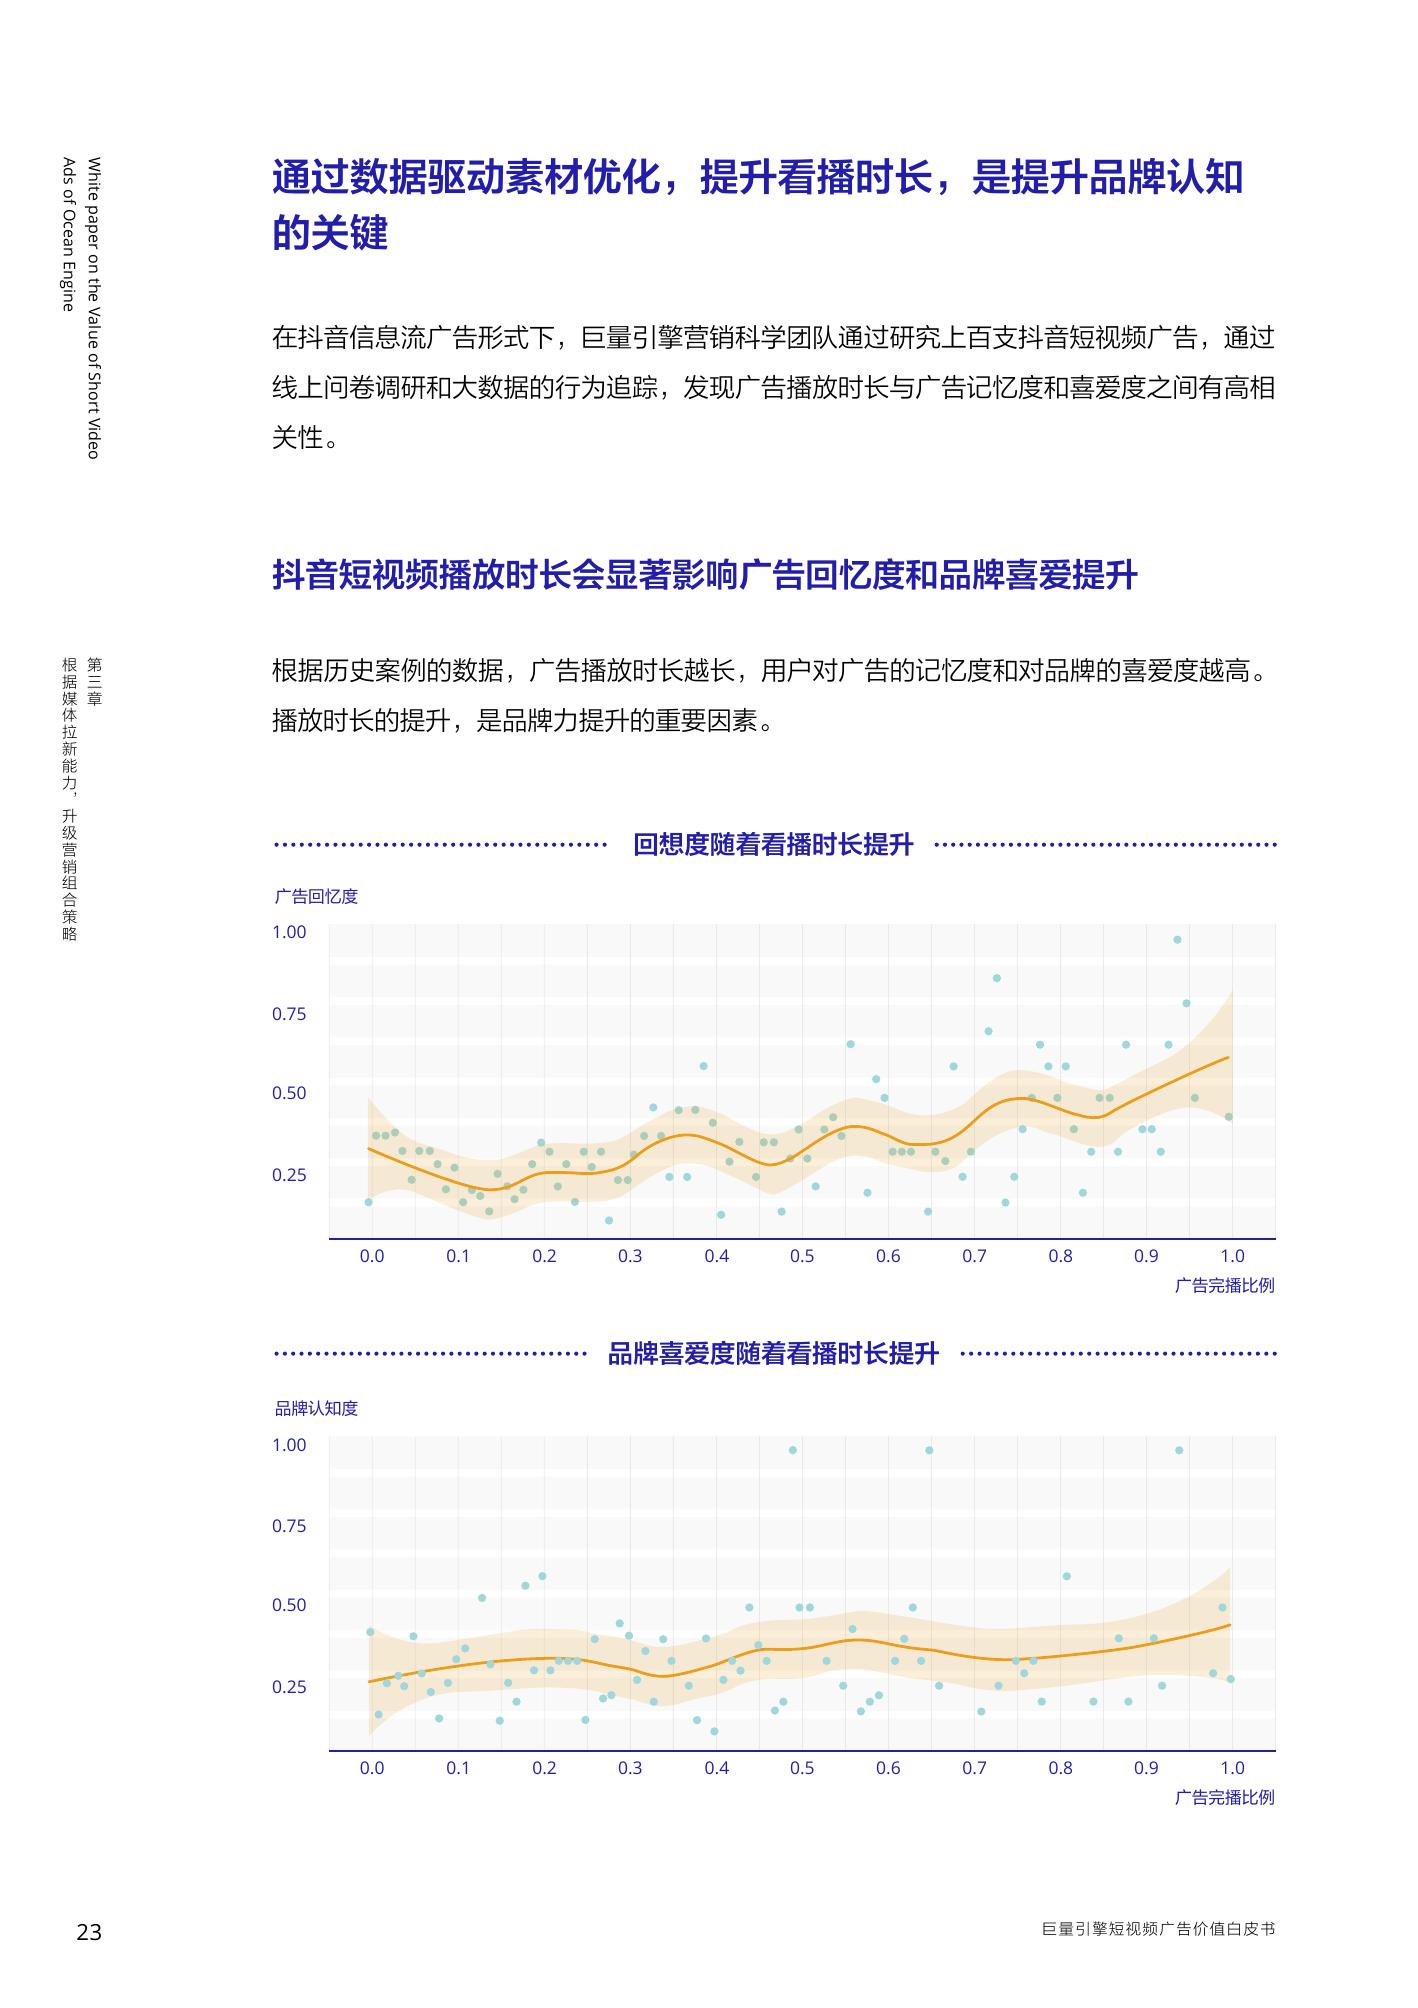 White paper on the Value of Short Video
Ads of Ocean Engine
第三章
根据媒体拉新能力，升级营销组合策略
通过数据驱动素材优化，提升看播时长，是提升品牌认知
的关键
在抖音信息流广告形式下，巨量引擎营销科学团队通过研究上百支抖音短视频广告，通过
线上问卷调研和大数据的行为追踪，发现广告播放时长与广告记忆度和喜爱度之间有高相
关性。
抖音短视频播放时长会显著影响广告回忆度和品牌喜爱提升
根据历史案例的数据，广告播放时长越长，用户对广告的记忆度和对品牌的喜爱度越高。
播放时长的提升，是品牌力提升的重要因素。
回想度随着看播时长提升
广告回忆度
1.00
0.75
0.50
0.25
0.0 0.1 0.2 0.3 0.4 0.5 0.6 0.7 0.8 0.9 1.0
广告完播比例
品牌喜爱度随着看播时长提升
品牌认知度
1.00
0.75
0.50
0.25
0.0 0.1 0.2 0.3 0.4 0.5 0.6 0.7 0.8 0.9 1.0
广告完播比例
23
巨量引擎短视频广告价值白皮书